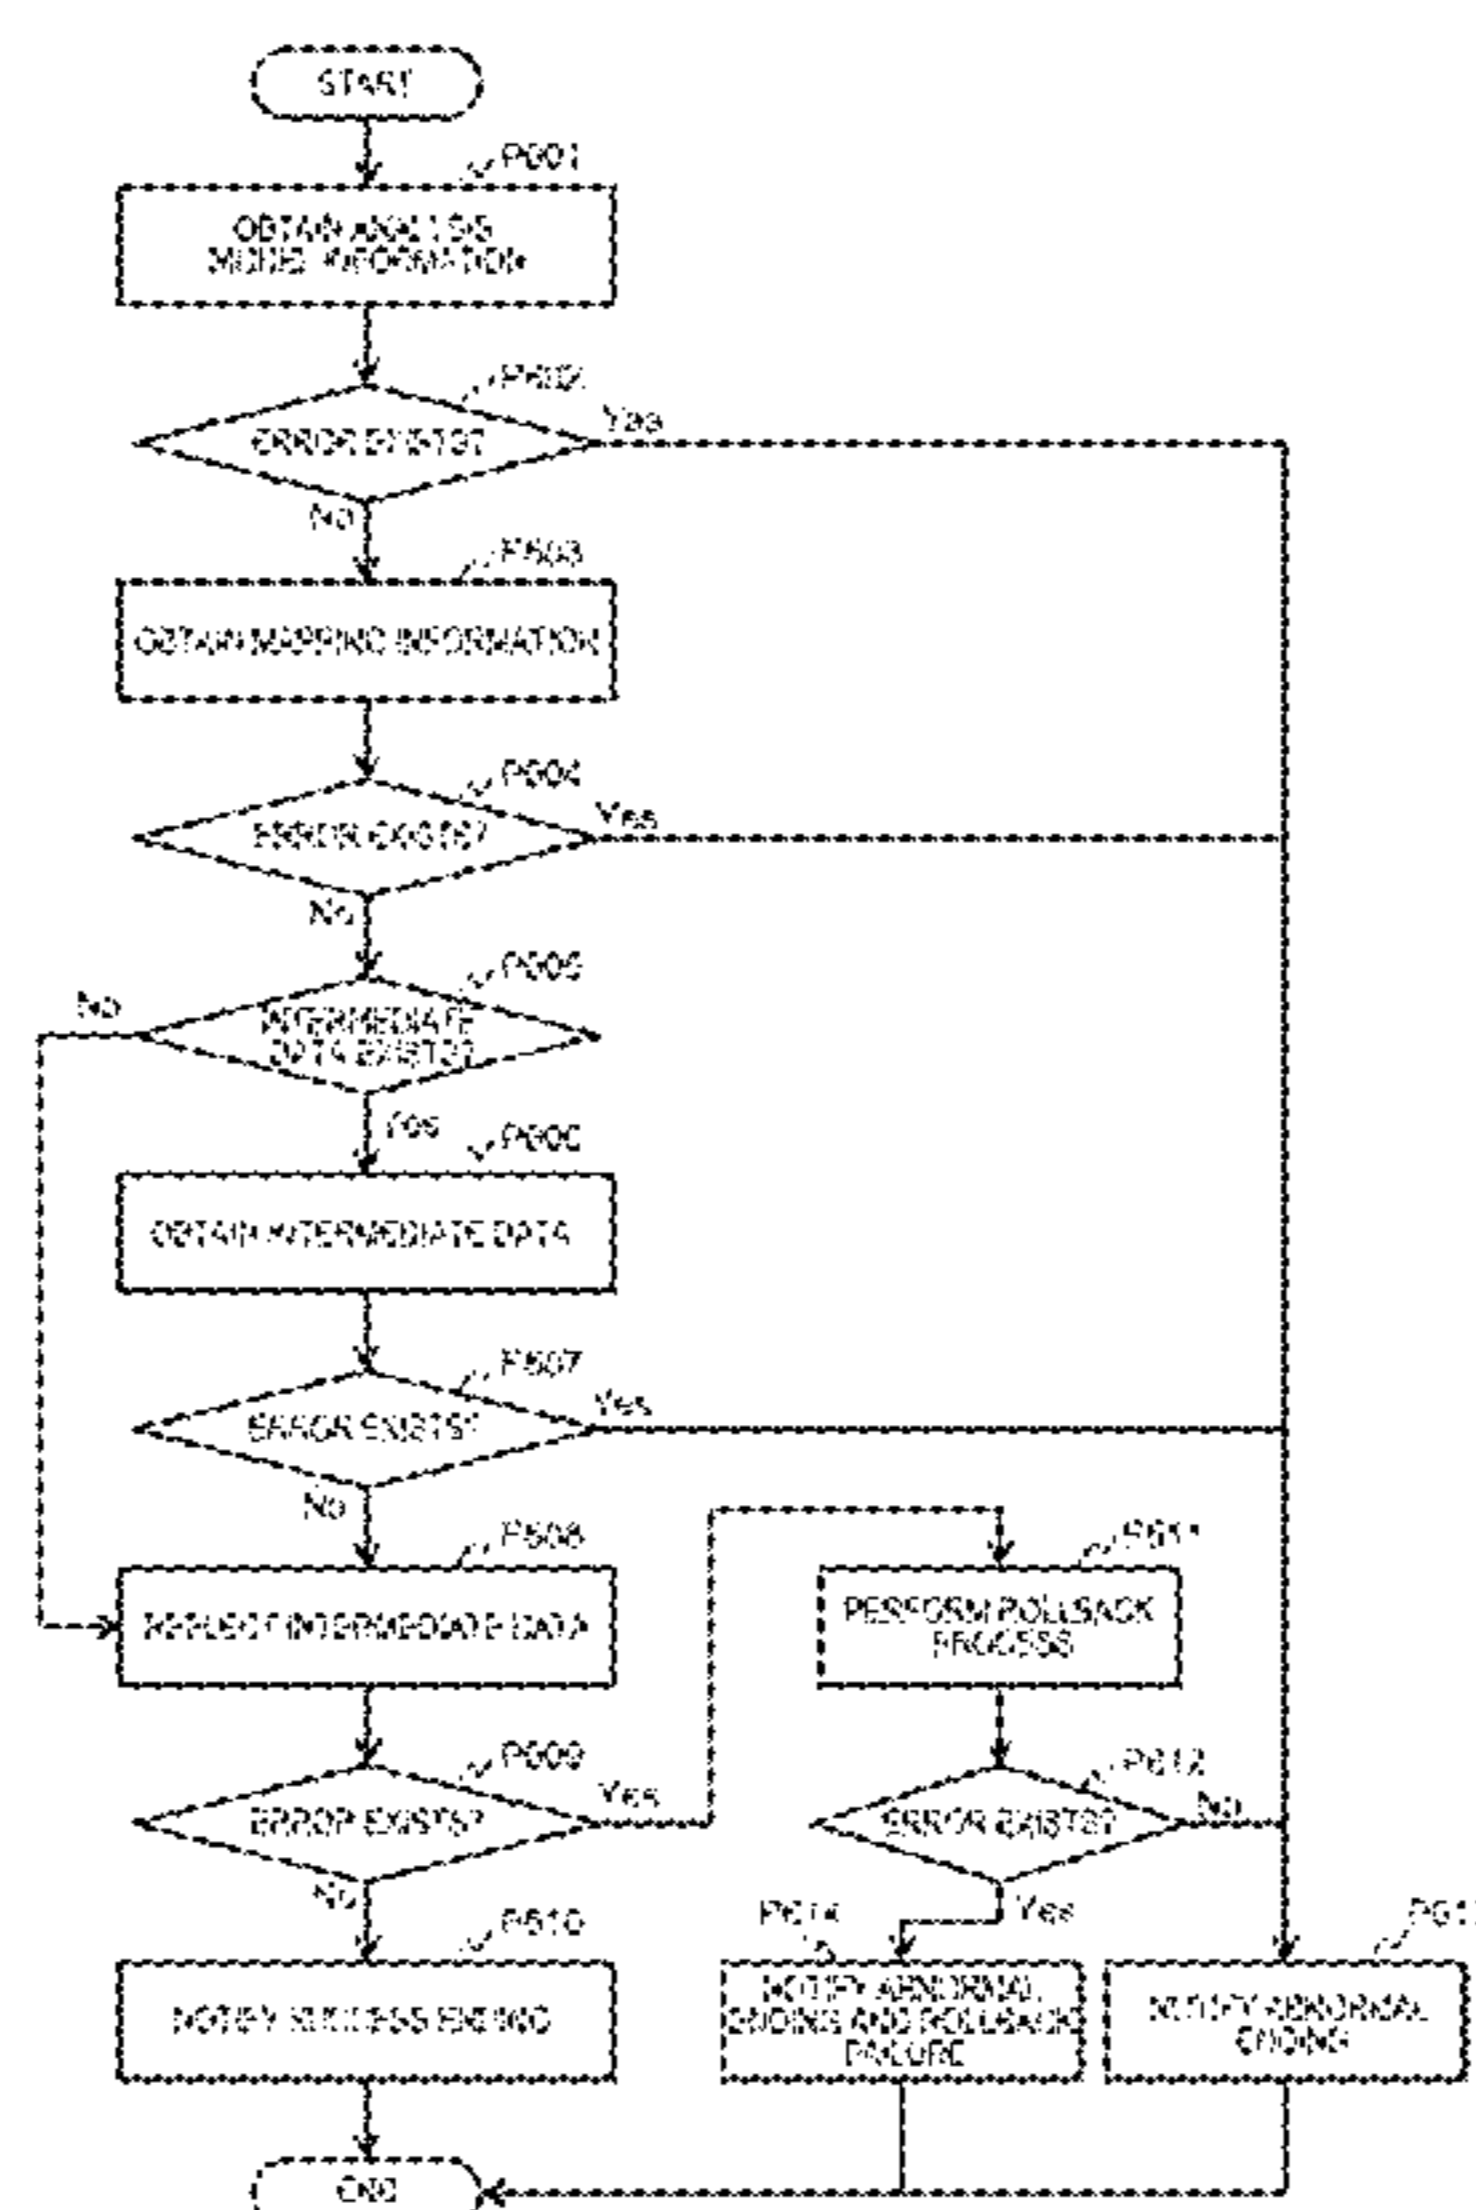 START
P601
OBTAIN ANALYSIS
MODEL INFORMATION
P602
ERROR EXISTS?
Yes
No
P603
OBTAIN MAPPING INFORMATION
P604
ERROR EXISTS?
Yes
No
P605
INTERMEDIATE
DATA EXISTS?
No
Yes
P606
OBTAIN INTERMEDIATE DATA
P607
ERROR EXISTS?
Yes
No
P608
REFLECT INTERMEDIATE DATA
P611
PERFORM ROLLBACK
PROCESS
P609
ERROR EXISTS?
Yes
No
P612
ERROR EXISTS?
No
Yes
P610
NOTIFY SUCCESS ENDING
P614
NOTIFY ABNORMAL
ENDING AND ROLLBACK
FAILURE
NOTIFY ABNORMAL
ENDING
END